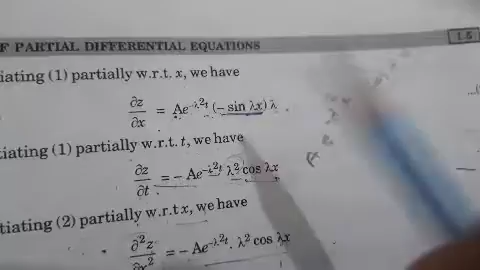 F PARTIAL DIFFERENTIAL EQUATIONS 1.5
tiating (1) partially w.r.t. x, we have
∂z/∂x = Ae^{-λ²t} (– sin λx) λ .
tiating (1) partially w.r.t. t, we have
∂z/∂t = – Ae^{-λ²t} λ² cos λx
tiating (2) partially w.r.t x, we have
∂²z/∂x² = – Ae^{-λ²t}. λ² cos λx